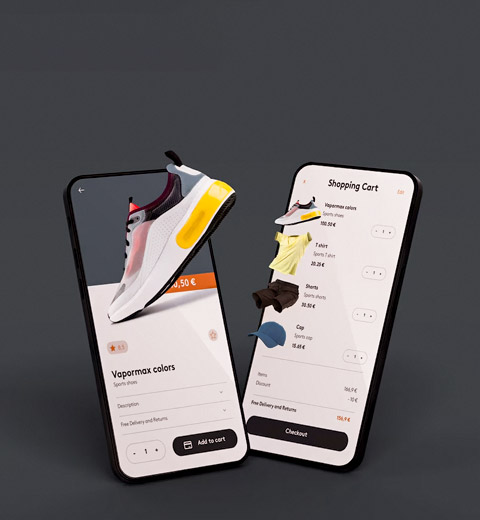 0,50 €
Vapormax colors
Sports shoes
Description
Free Delivery and Returns
- 1 +
Add to cart
Shopping Cart
Edit
Vapormax colors
Sports shoes
100,50 €
- 1 +
T shirt
Sports T shirt
20.25 €
- 1 +
Shorts
Sports shorts
30.50 €
- 1 +
Cap
Sports cap
15.65 €
- 1 +
Items
166,9 €
Discount
-10 €
Free Delivery and Returns
156,9 €
Checkout